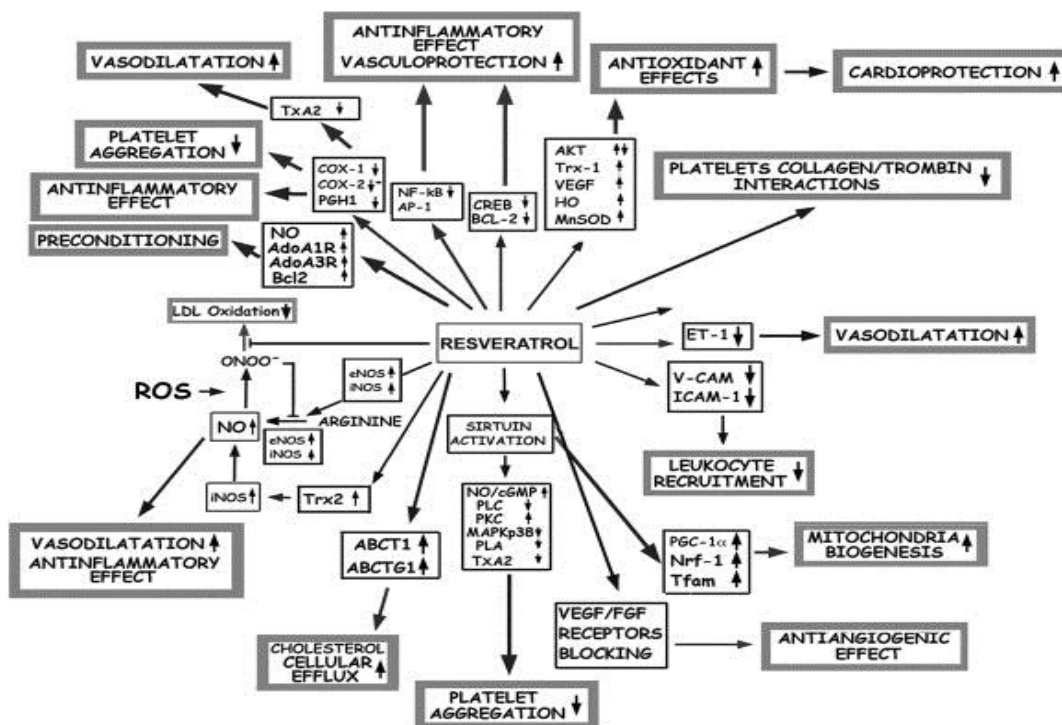 ANTINFLAMMATORY
EFFECT
VASCULOPROTECTION ↑
VASODILATATION ↑
ANTIOXIDANT ↑
EFFECTS
CARDIOPROTECTION ↑
TxA2 ↓
PLATELET
AGGREGATION ↓
COX-1 ↓
COX-2 ↓-
PGH1 ↓
ANTINFLAMMATORY
EFFECT
NF-kB ↓
AP-1
CREB ↓
BCL-2 ↓
AKT ↑↓
Trx-1 ↑
VEGF ↑
HO ↑
MnSOD ↑
PLATELETS COLLAGEN/TROMBIN
INTERACTIONS ↓
PRECONDITIONING
NO ↑
AdoA1R ↑
AdoA3R ↑
Bcl2 ↑
LDL Oxidation ↓
RESVERATROL
ET-1 ↓
VASODILATATION ↑
ONOO⁻
ROS
eNOS ↑
iNOS ↑
V-CAM ↓
ICAM-1 ↓
NO ↑
ARGININE
eNOS ↑
iNOS ↓
SIRTUIN
ACTIVATION
LEUKOCYTE
RECRUITMENT ↓
iNOS ↑
Trx2 ↑
NO/cGMP ↑
PLC ↓
PKC ↑
MAPKp38 ↓
PLA ↓
TxA2 ↓
VASODILATATION ↑
ANTINFLAMMATORY
EFFECT
ABCT1 ↑
ABCTG1 ↑
PGC-1α ↑
Nrf-1 ↑
Tfam ↑
MITOCHONDRIA
BIOGENESIS ↑
VEGF/FGF
RECEPTORS
BLOCKING
ANTIANGIOGENIC
EFFECT
CHOLESTEROL
CELLULAR
EFFLUX ↑
PLATELET
AGGREGATION ↓